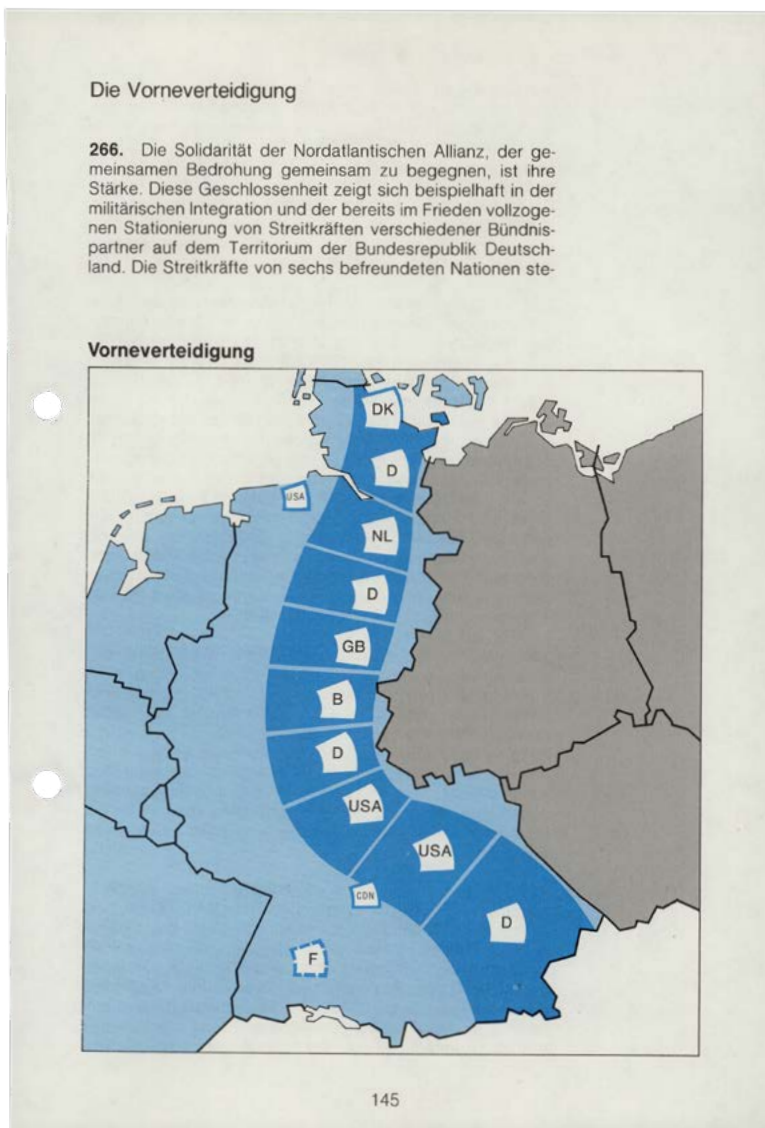 Die Vorneverteidigung
266. Die Solidarität der Nordatlantischen Allianz, der ge-
meinsamen Bedrohung gemeinsam zu begegnen, ist ihre
Stärke. Diese Geschlossenheit zeigt sich beispielhaft in der
militärischen Integration und der bereits im Frieden vollzoge-
nen Stationierung von Streitkräften verschiedener Bündnis-
partner auf dem Territorium der Bundesrepublik Deutsch-
land. Die Streitkräfte von sechs befreundeten Nationen ste-
Vorneverteidigung
DK
D
USA
NL
D
GB
B
D
USA
USA
CDN
D
F
145